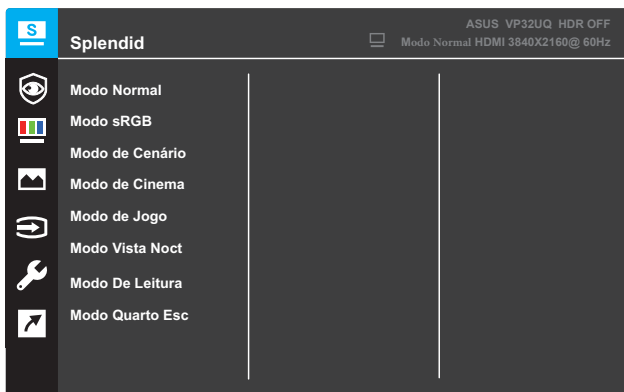 S
ASUS VP32UQ HDR OFF
Splendid
Modo Normal HDMI 3840X2160@ 60Hz
Modo Normal
Modo sRGB
Modo de Cenário
Modo de Cinema
Modo de Jogo
Modo Vista Noct
Modo De Leitura
Modo Quarto Esc